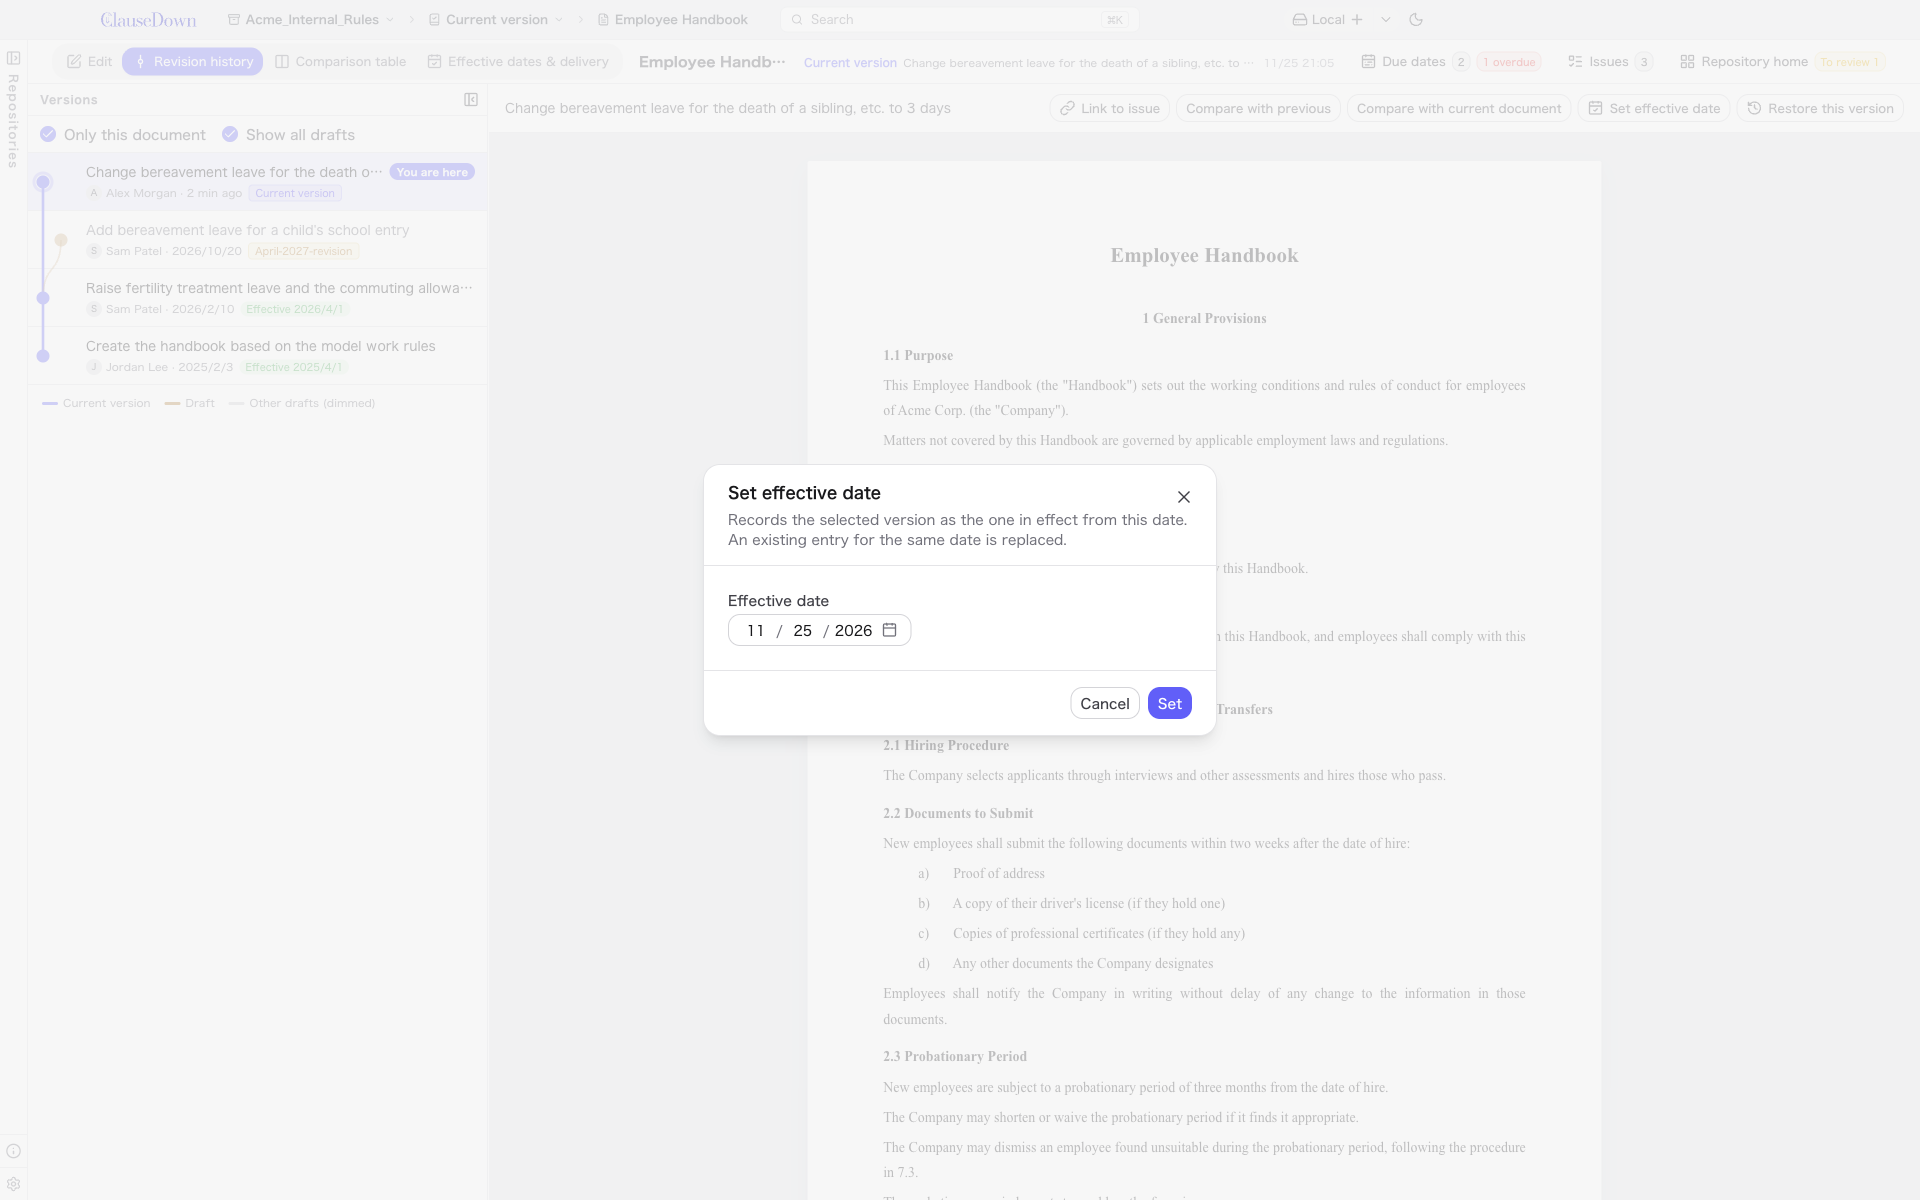 ClauseDown
Acme_Internal_Rules
Current version
Employee Handbook
Search
⌘K
Local
Edit
Revision history
Comparison table
Effective dates & delivery
Employee Handb···
Current version
Change bereavement leave for the death of a sibling, etc. to ···
11/25 21:05
Due dates 2
1 overdue
Issues 3
Repository home
To review 1
Repositories
Versions
Only this document
Show all drafts
Change bereavement leave for the death o···
You are here
A Alex Morgan · 2 min ago Current version
Add bereavement leave for a child's school entry
S Sam Patel · 2026/10/20 April-2027-revision
Raise fertility treatment leave and the commuting allowa···
S Sam Patel · 2026/2/10 Effective 2026/4/1
Create the handbook based on the model work rules
J Jordan Lee · 2025/2/3 Effective 2025/4/1
Current version Draft Other drafts (dimmed)
Change bereavement leave for the death of a sibling, etc. to 3 days
Link to issue
Compare with previous
Compare with current document
Set effective date
Restore this version
Employee Handbook
1 General Provisions
1.1 Purpose
This Employee Handbook (the "Handbook") sets out the working conditions and rules of conduct for employees
of Acme Corp. (the "Company").
Matters not covered by this Handbook are governed by applicable employment laws and regulations.
Set effective date
Records the selected version as the one in effect from this date.
An existing entry for the same date is replaced.
Effective date
11 / 25 / 2026
Cancel
Set
this Handbook.
this Handbook, and employees shall comply with this
Transfers
2.1 Hiring Procedure
The Company selects applicants through interviews and other assessments and hires those who pass.
2.2 Documents to Submit
New employees shall submit the following documents within two weeks after the date of hire:
a) Proof of address
b) A copy of their driver's license (if they hold one)
c) Copies of professional certificates (if they hold any)
d) Any other documents the Company designates
Employees shall notify the Company in writing without delay of any change to the information in those
documents.
2.3 Probationary Period
New employees are subject to a probationary period of three months from the date of hire.
The Company may shorten or waive the probationary period if it finds it appropriate.
The Company may dismiss an employee found unsuitable during the probationary period, following the procedure
in 7.3.